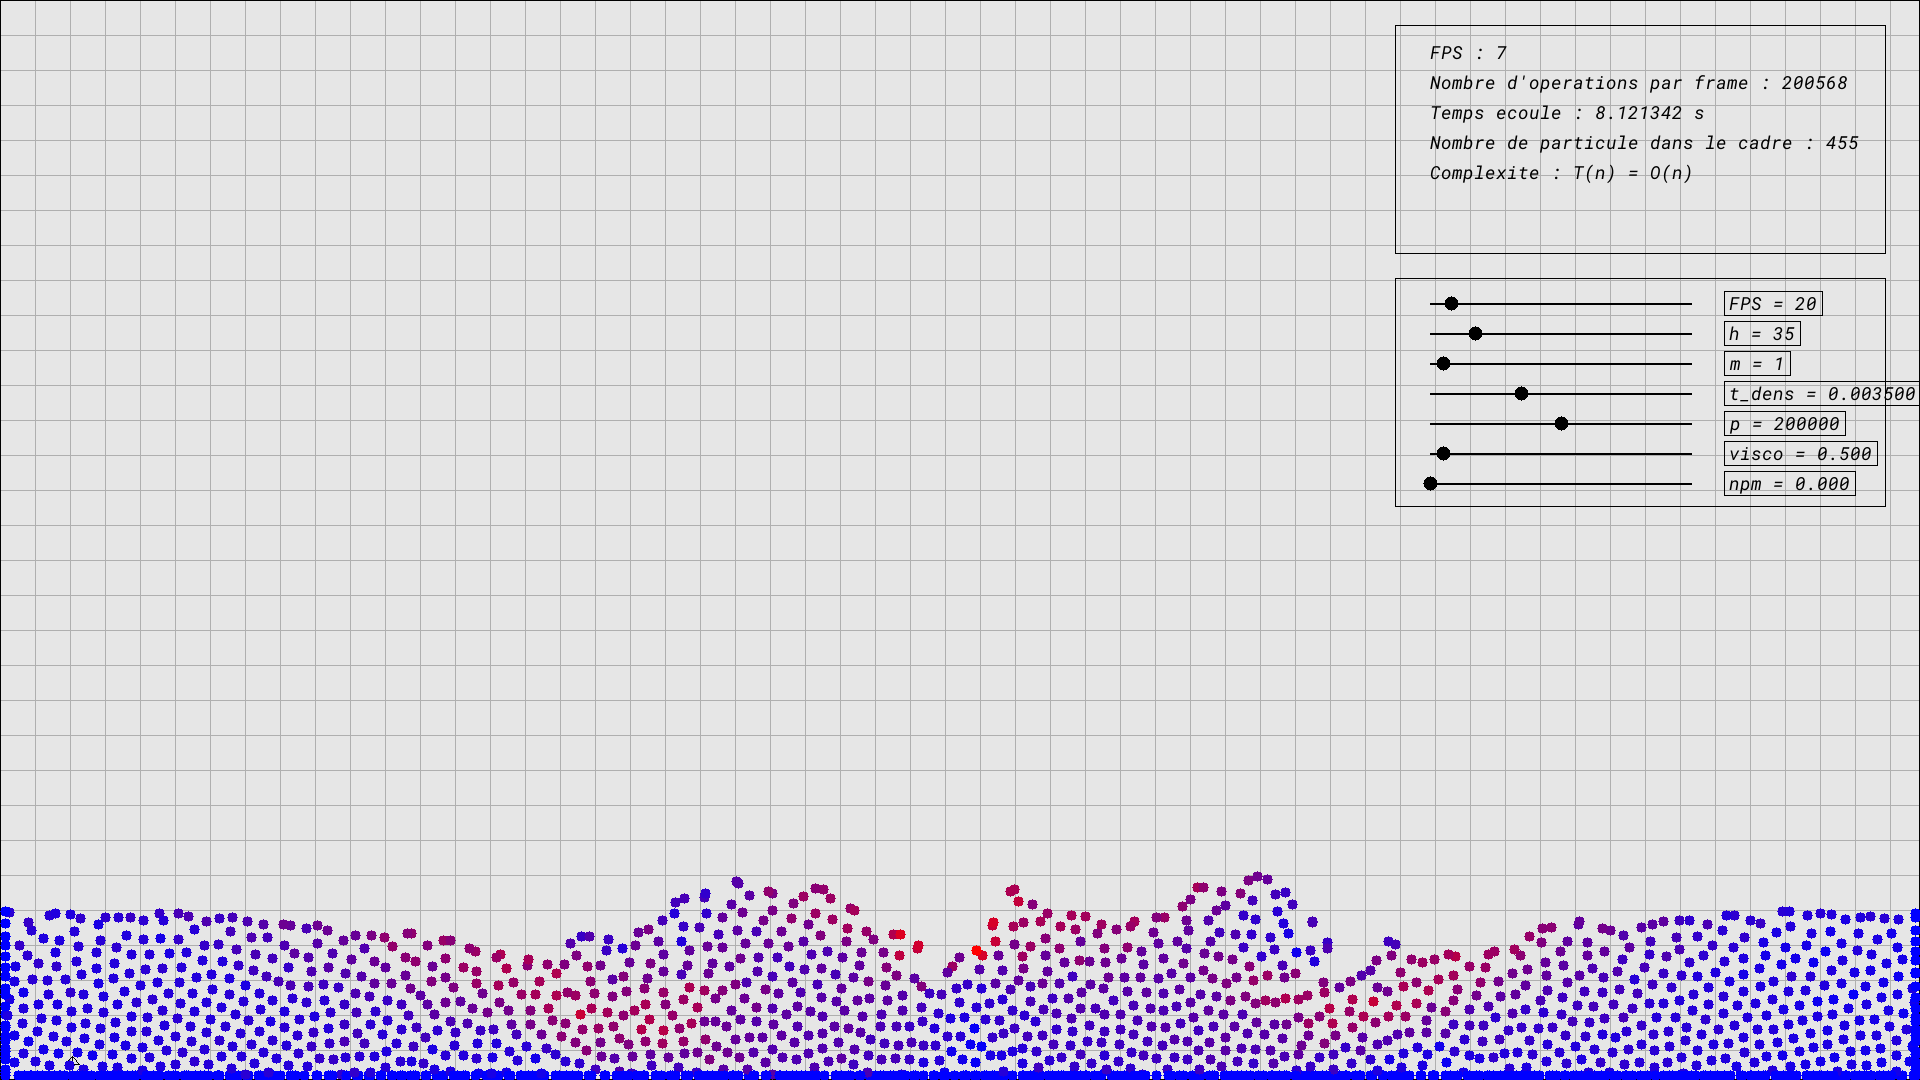 FPS : 7
Nombre d'operations par frame : 200568
Temps ecoule : 8.121342 s
Nombre de particule dans le cadre : 455
Complexite : T(n) = O(n)
FPS = 20
h = 35
m = 1
t_dens = 0.003500
p = 200000
visco = 0.500
npm = 0.000